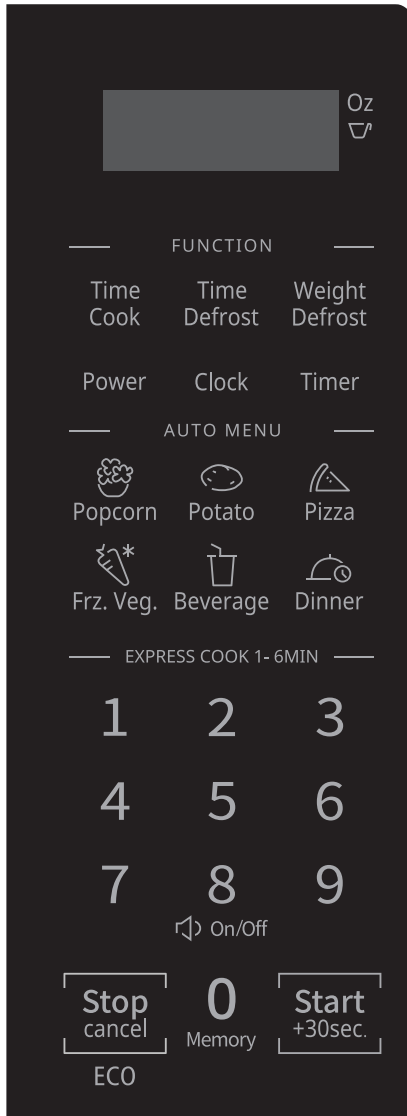 Oz
FUNCTION
Time Cook
Time Defrost
Weight Defrost
Power
Clock
Timer
AUTO MENU
Popcorn
Potato
Pizza
Frz. Veg.
Beverage
Dinner
EXPRESS COOK 1- 6MIN
1
2
3
4
5
6
7
8
9
On/Off
Stop
cancel
0
Memory
Start
+30sec.
ECO